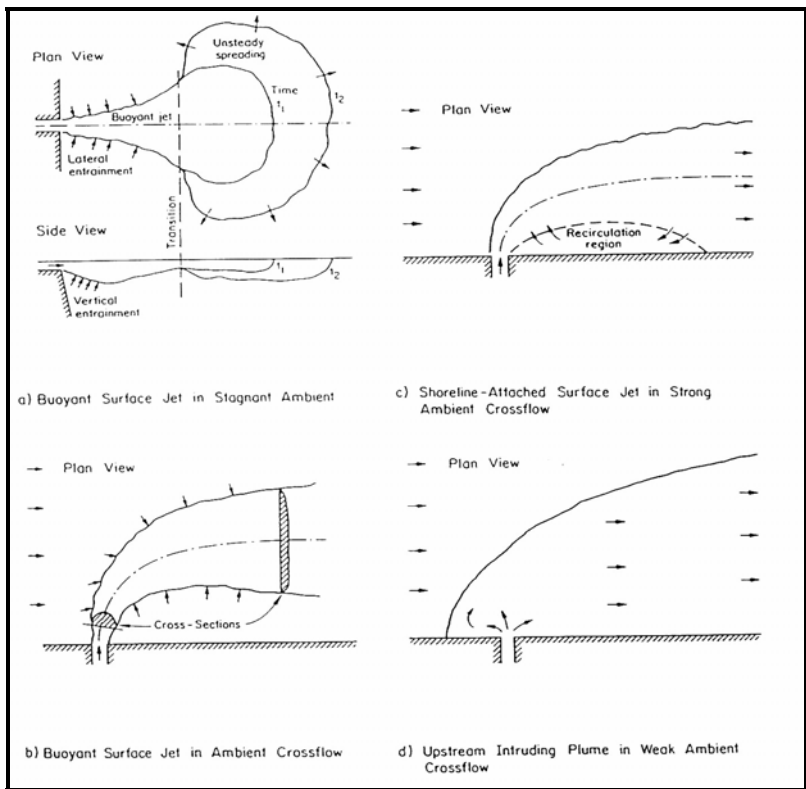 Plan View
Unsteady
spreading
Time
t1
t2
Buoyant jet
Lateral
entrainment
Transition
Side View
t1
t2
Vertical
entrainment
a) Buoyant Surface Jet in Stagnant Ambient
Plan View
Recirculation
region
c) Shoreline-Attached Surface Jet in Strong
Ambient Crossflow
Plan View
Cross-Sections
b) Buoyant Surface Jet in Ambient Crossflow
Plan View
d) Upstream Intruding Plume in Weak Ambient
Crossflow